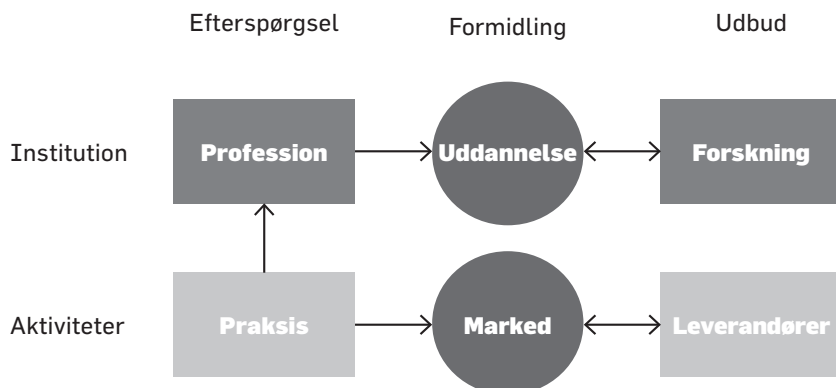 Efterspørgsel Formidling Udbud
Institution Profession Uddannelse Forskning
Aktiviteter Praksis Marked Leverandører